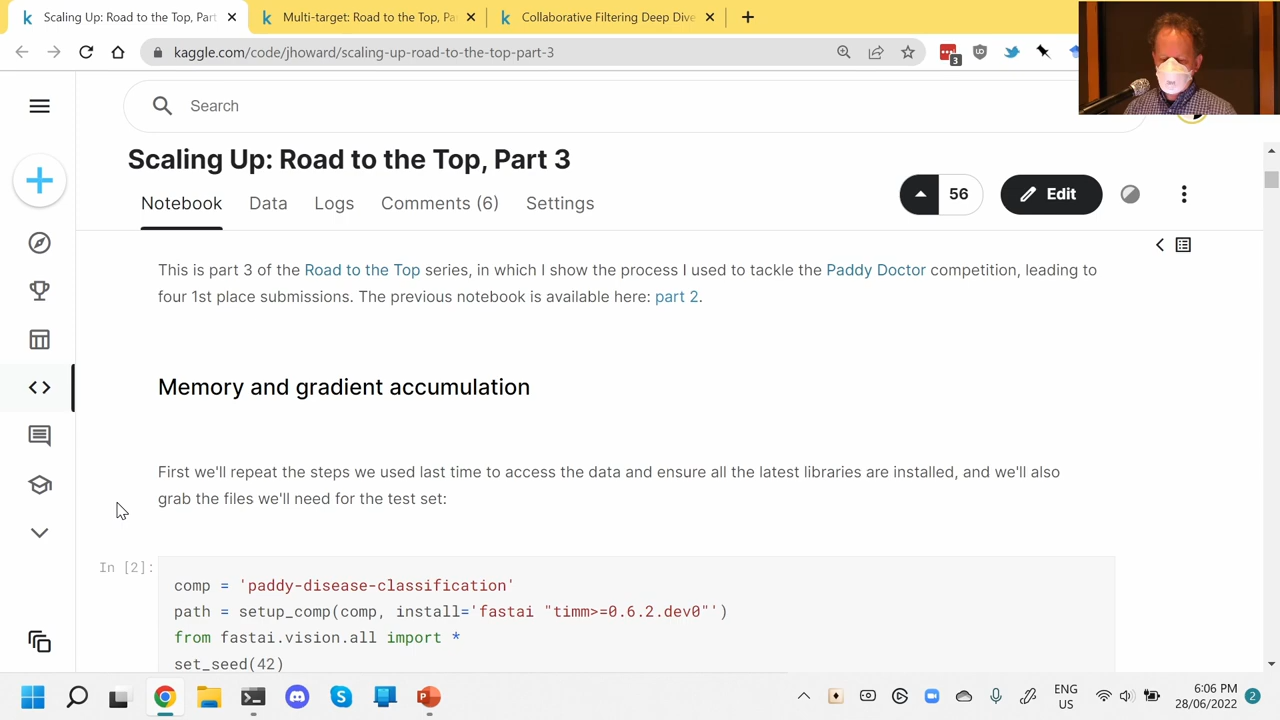 Scaling Up: Road to the Top, Part
Multi-target: Road to the Top, Pa
Collaborative Filtering Deep Dive
kaggle.com/code/jhoward/scaling-up-road-to-the-top-part-3
3
Search
Scaling Up: Road to the Top, Part 3
Notebook
Data
Logs
Comments (6)
Settings
56
Edit
This is part 3 of the Road to the Top series, in which I show the process I used to tackle the Paddy Doctor competition, leading to
four 1st place submissions. The previous notebook is available here: part 2.
Memory and gradient accumulation
First we'll repeat the steps we used last time to access the data and ensure all the latest libraries are installed, and we'll also
grab the files we'll need for the test set:
In [2]:
comp = 'paddy-disease-classification'
path = setup_comp(comp, install='fastai "timm>=0.6.2.dev0"')
from fastai.vision.all import *
set_seed(42)
ENG
US
6:06 PM
28/06/2022
2